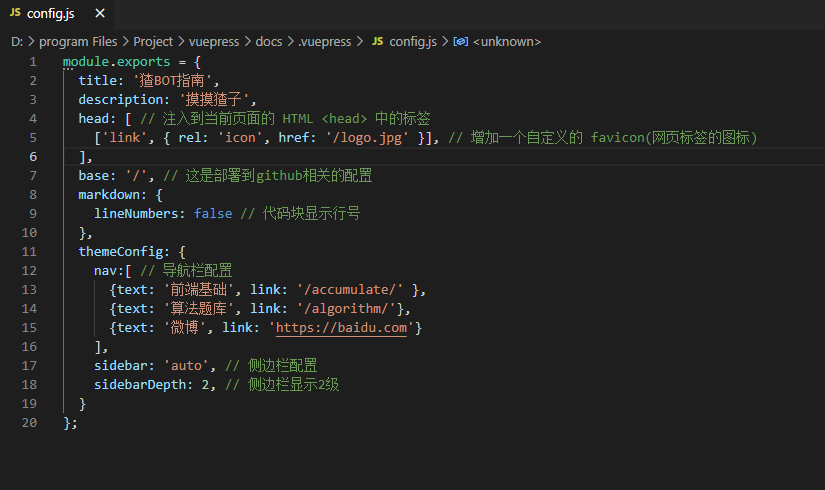 JS config.js ×
D: > program Files > Project > vuepress > docs > .vuepress > JS config.js > <unknown>
1 module.exports = {
2 title: '猹BOT指南',
3 description: '摸摸猹子',
4 head: [ // 注入到当前页面的 HTML <head> 中的标签
5 ['link', { rel: 'icon', href: '/logo.jpg' }], // 增加一个自定义的 favicon(网页标签的图标)
6 ],
7 base: '/', // 这是部署到github相关的配置
8 markdown: {
9 lineNumbers: false // 代码块显示行号
10 },
11 themeConfig: {
12 nav:[ // 导航栏配置
13 {text: '前端基础', link: '/accumulate/' },
14 {text: '算法题库', link: '/algorithm/'},
15 {text: '微博', link: 'https://baidu.com'}
16 ],
17 sidebar: 'auto', // 侧边栏配置
18 sidebarDepth: 2, // 侧边栏显示2级
19 }
20 };